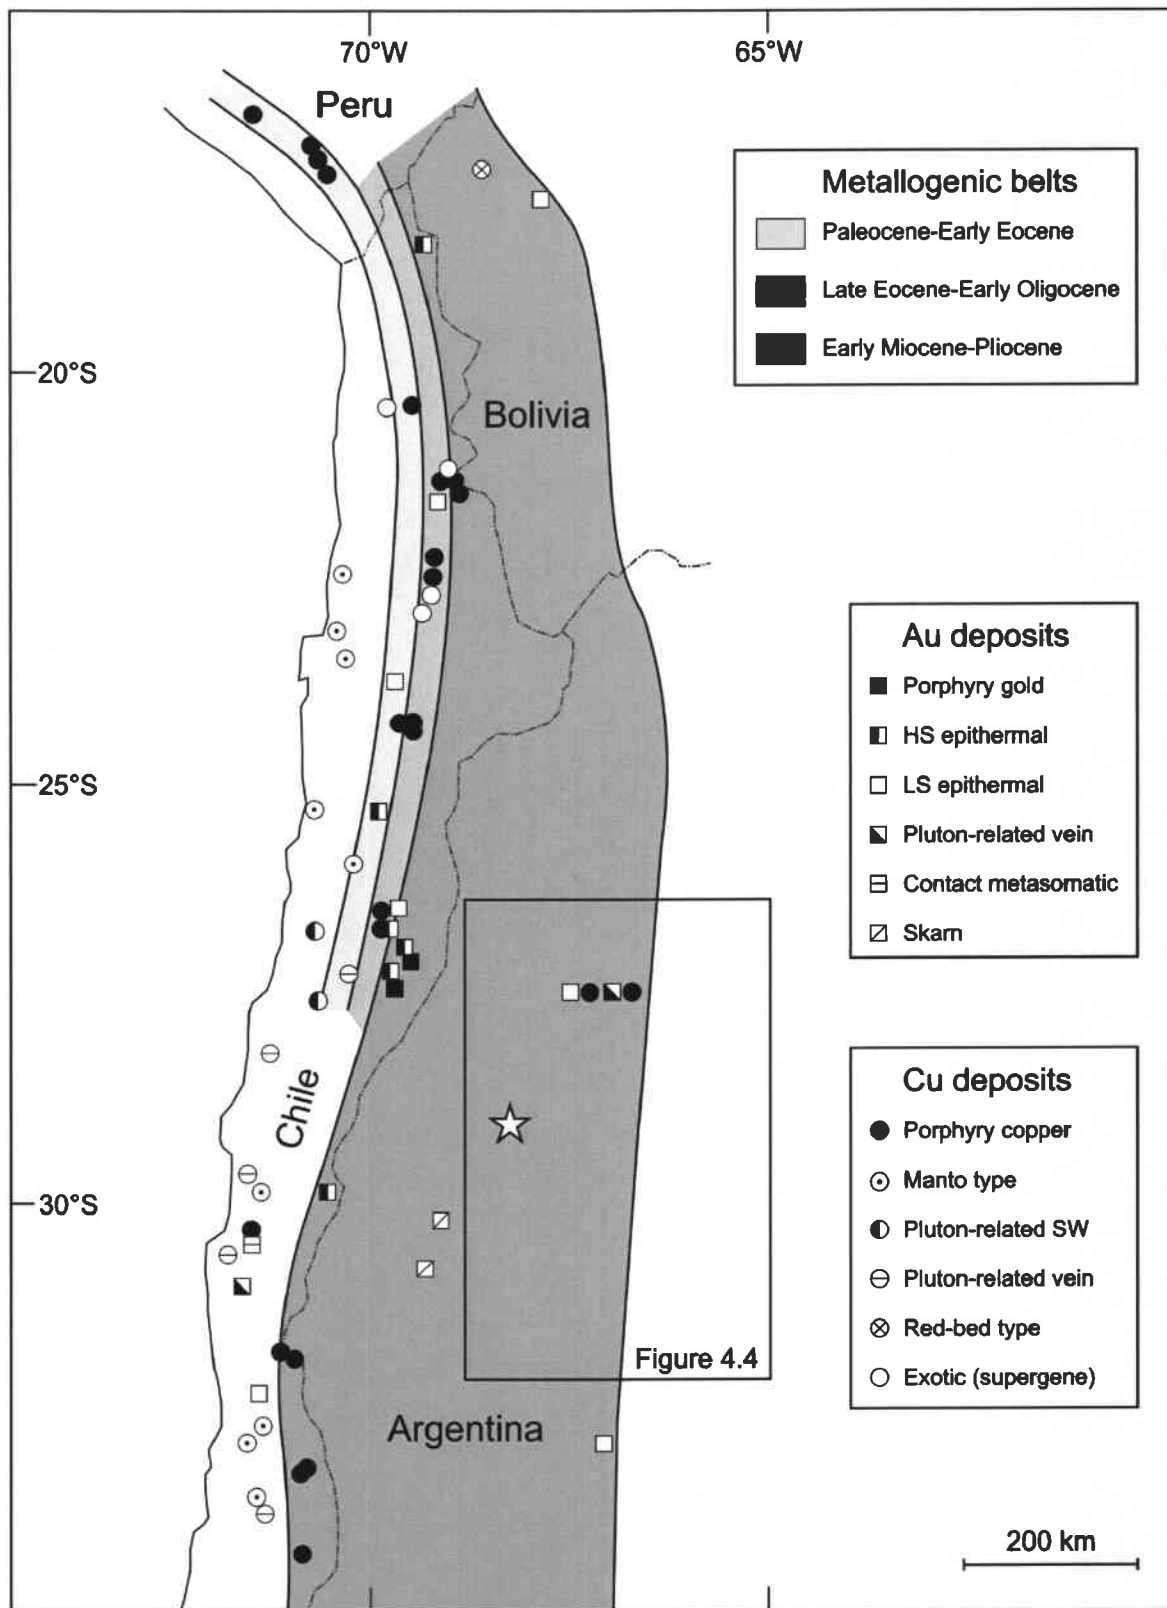 70°W
65°W
Peru
Metallogenic belts
Paleocene-Early Eocene
Late Eocene-Early Oligocene
Early Miocene-Pliocene
20°S
Bolivia
Au deposits
Porphyry gold
HS epithermal
LS epithermal
Pluton-related vein
Contact metasomatic
Skarn
25°S
Cu deposits
Porphyry copper
Manto type
Pluton-related SW
Pluton-related vein
Red-bed type
Exotic (supergene)
Chile
30°S
Figure 4.4
Argentina
200 km